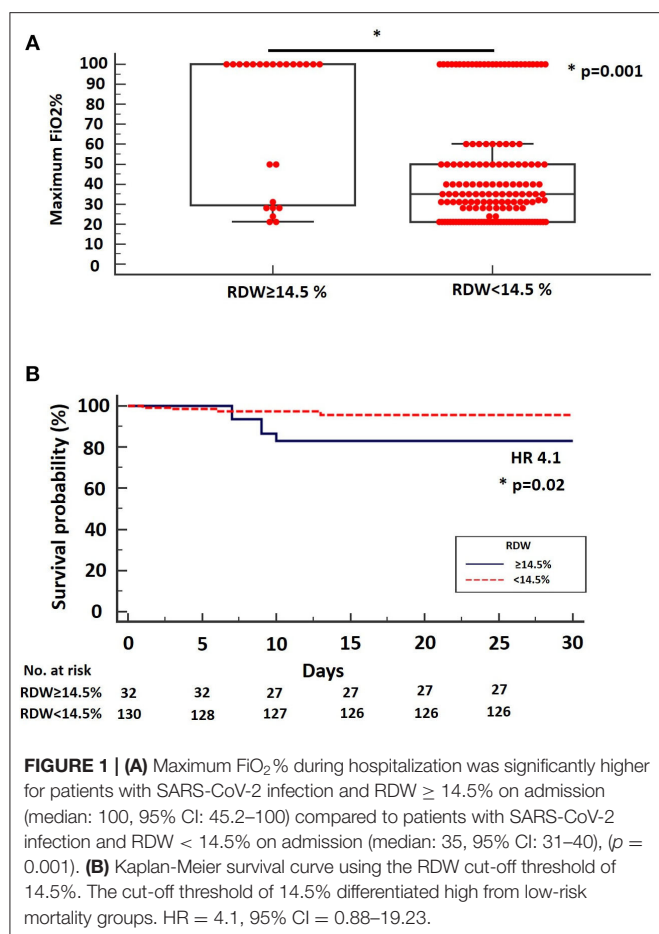 A
*
* p=0.001
Maximum FiO2%
100
90
80
70
60
50
40
30
20
10
0
RDW≥14.5 %
RDW<14.5 %
B
Survival probability (%)
100
80
60
40
20
0
HR 4.1
* p=0.02
RDW
≥14.5%
<14.5%
0 5 10 15 20 25 30
Days
No. at risk
RDW≥14.5% 32 32 27 27 27 27
RDW<14.5% 130 128 127 126 126 126
FIGURE 1 | (A) Maximum FiO₂% during hospitalization was significantly higher
for patients with SARS-CoV-2 infection and RDW ≥ 14.5% on admission
(median: 100, 95% CI: 45.2–100) compared to patients with SARS-CoV-2
infection and RDW < 14.5% on admission (median: 35, 95% CI: 31–40), (p =
0.001). (B) Kaplan-Meier survival curve using the RDW cut-off threshold of
14.5%. The cut-off threshold of 14.5% differentiated high from low-risk
mortality groups. HR = 4.1, 95% CI = 0.88–19.23.